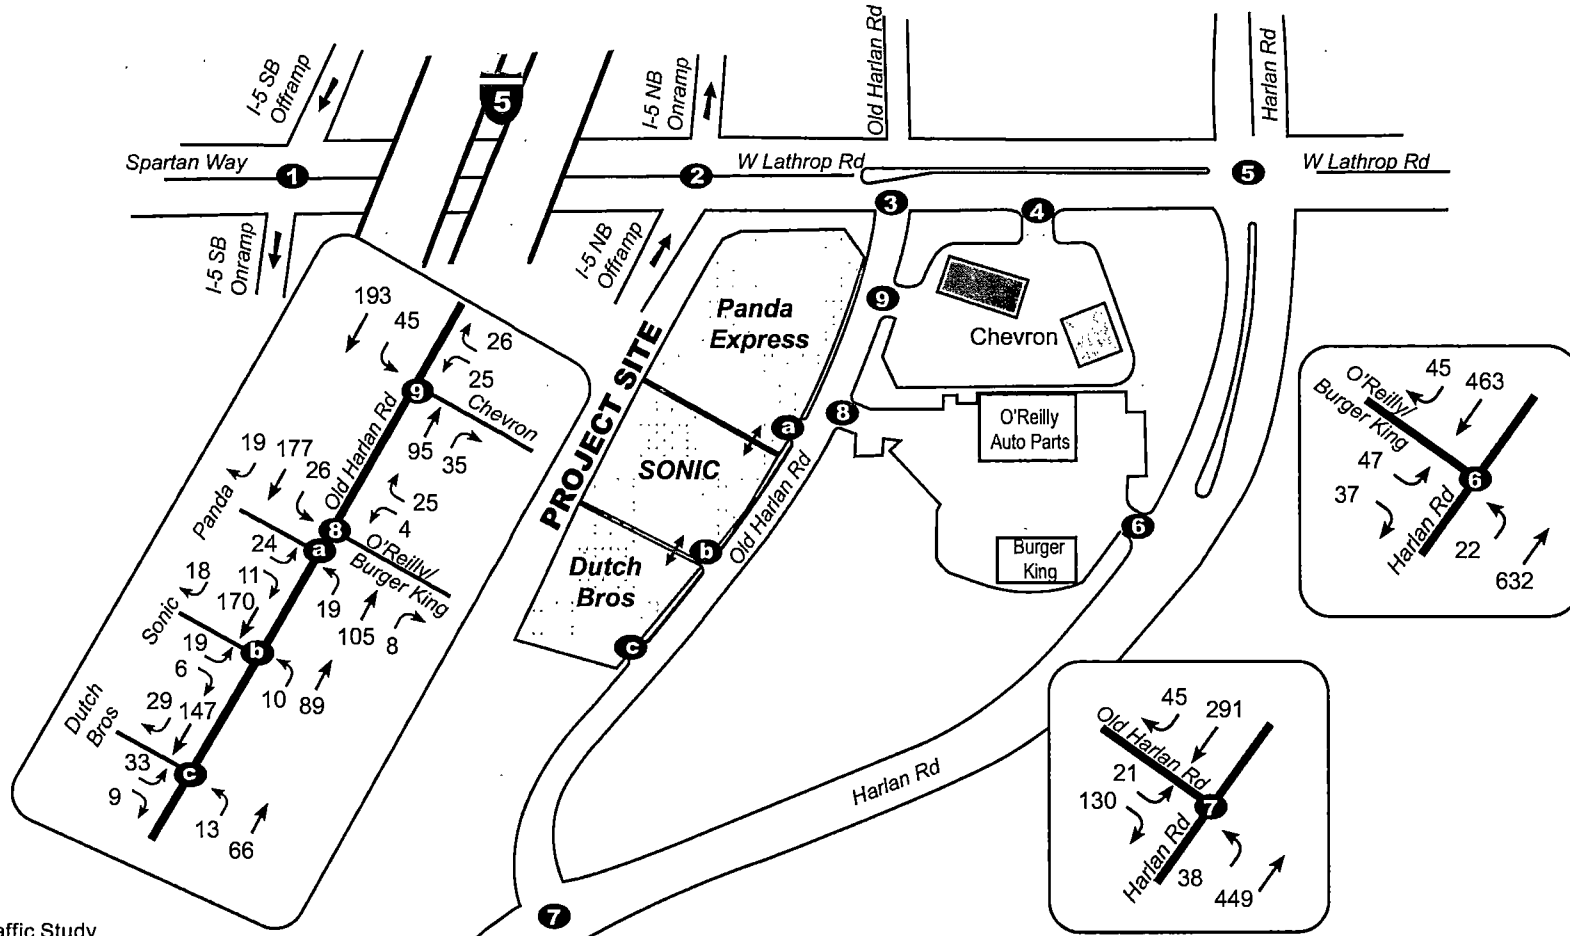 I-5 SB
Offramp
5
I-5 NB
Onramp
Old Harlan Rd
Harlan Rd
Spartan Way
1
2
W Lathrop Rd
3
4
5
W Lathrop Rd
I-5 SB
Onramp
I-5 NB
Offramp
PROJECT SITE
Panda
Express
9
Chevron
8
O'Reilly
Auto Parts
a
SONIC
Old Harlan Rd
b
6
Burger
King
Dutch
Bros
c
Harlan Rd
7
193
45
26
25
9
Chevron
Old Harlan Rd
95
35
19
177
26
25
4
Panda
8
a
O'Reilly/
Burger King
24
11
19
105
8
18
170
Sonic
b
19
6
10
89
29
147
Dutch
Bros
c
33
9
13
66
45
463
O'Reilly/
Burger King
47
37
6
Harlan Rd
22
632
45
291
Old Harlan Rd
21
130
7
Harlan Rd
38
449
affic Study